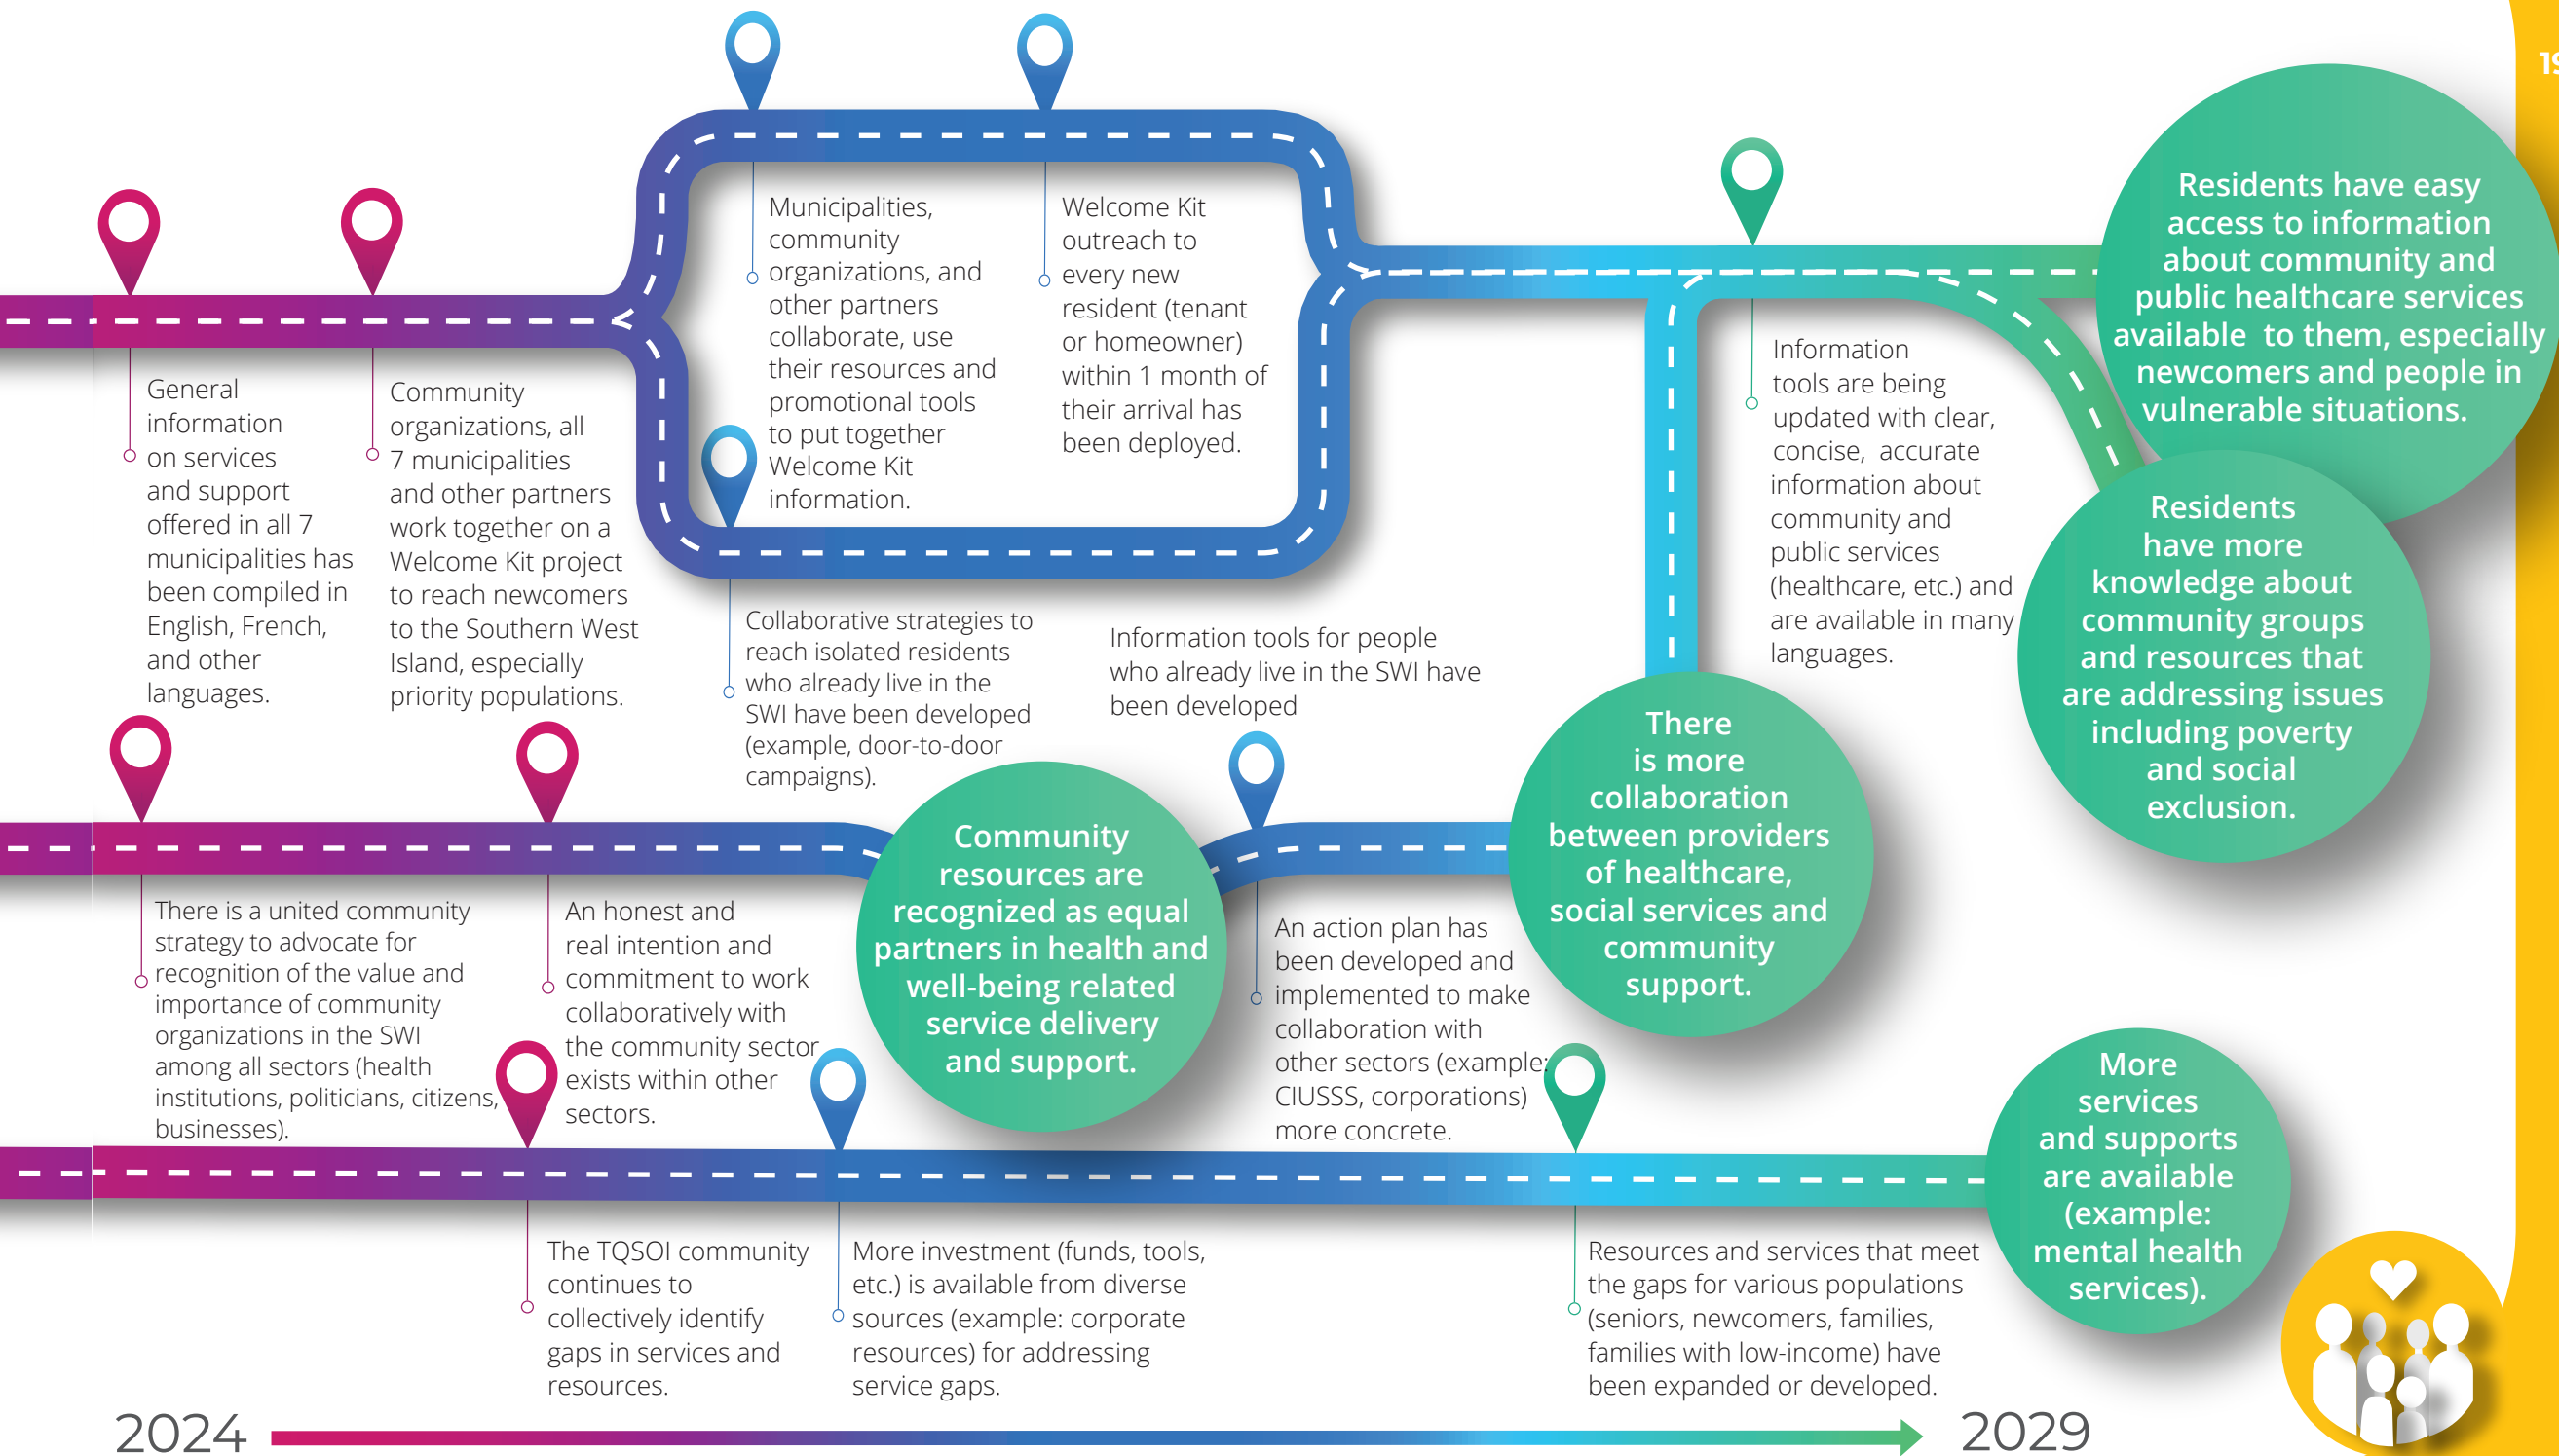 19
Municipalities,
community
organizations, and
other partners
collaborate, use
their resources and
promotional tools
to put together
Welcome Kit
information.
Welcome Kit
outreach to
every new
resident (tenant
or homeowner)
within 1 month of
their arrival has
been deployed.
Residents have easy
access to information
about community and
public healthcare services
available to them, especially
newcomers and people in
vulnerable situations.
General
information
on services
and support
offered in all 7
municipalities has
been compiled in
English, French,
and other
languages.
Community
organizations, all
7 municipalities
and other partners
work together on a
Welcome Kit project
to reach newcomers
to the Southern West
Island, especially
priority populations.
Information
tools are being
updated with clear,
concise, accurate
information about
community and
public services
(healthcare, etc.) and
are available in many
languages.
Residents
have more
knowledge about
community groups
and resources that
are addressing issues
including poverty
and social
exclusion.
Collaborative strategies to
reach isolated residents
who already live in the
SWI have been developed
(example, door-to-door
campaigns).
Information tools for people
who already live in the SWI have
been developed
There is a united community
strategy to advocate for
recognition of the value and
importance of community
organizations in the SWI
among all sectors (health
institutions, politicians, citizens,
businesses).
An honest and
real intention and
commitment to work
collaboratively with
the community sector
exists within other
sectors.
Community
resources are
recognized as equal
partners in health and
well-being related
service delivery
and support.
An action plan has
been developed and
implemented to make
collaboration with
other sectors (example:
CIUSSS, corporations)
more concrete.
There
is more
collaboration
between providers
of healthcare,
social services and
community
support.
The TQSOI community
continues to
collectively identify
gaps in services and
resources.
More investment (funds, tools,
etc.) is available from diverse
sources (example: corporate
resources) for addressing
service gaps.
Resources and services that meet
the gaps for various populations
(seniors, newcomers, families,
families with low-income) have
been expanded or developed.
More
services
and supports
are available
(example:
mental health
services).
2024
2029